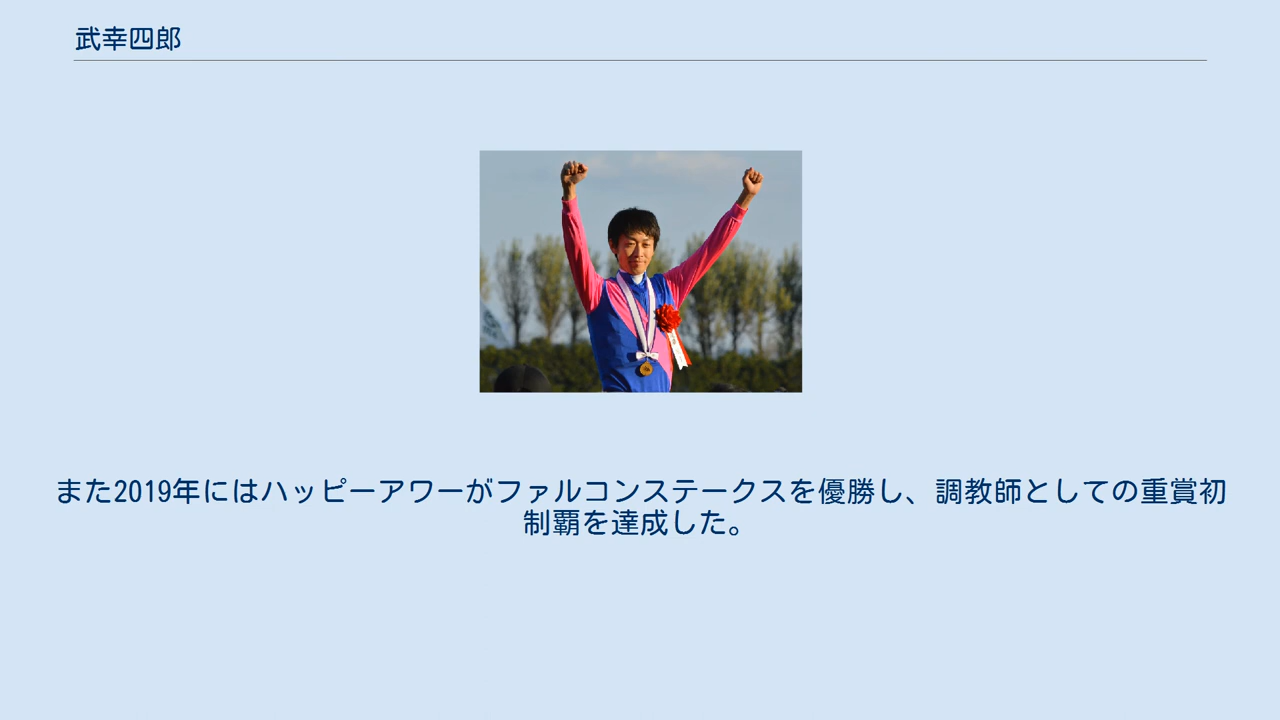 武幸四郎
また2019年にはハッピーアワーがファルコンステークスを優勝し、調教師としての重賞初
制覇を達成した。